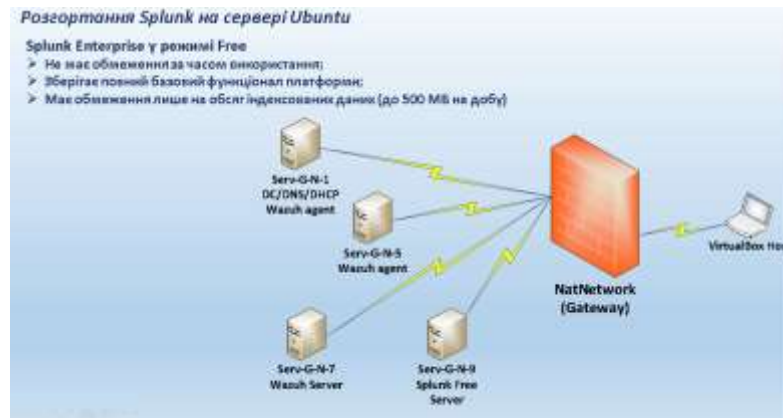 Розгортання Splunk на сервері Ubuntu
Splunk Enterprise у режимі Free
➤ Не має обмеження за часом використання;
➤ Зберігає повний базовий функціонал платформи;
➤ Має обмеження лише на обсяг індексованих даних (до 500 МБ на добу)
Serv-G-N-1
DC/DNS/DHCP
Wazuh agent
Serv-G-N-5
Wazuh agent
VirtualBox Hos
NatNetwork
(Gateway)
Serv-G-N-7
Wazuh Server
Serv-G-N-9
Splunk Free
Server